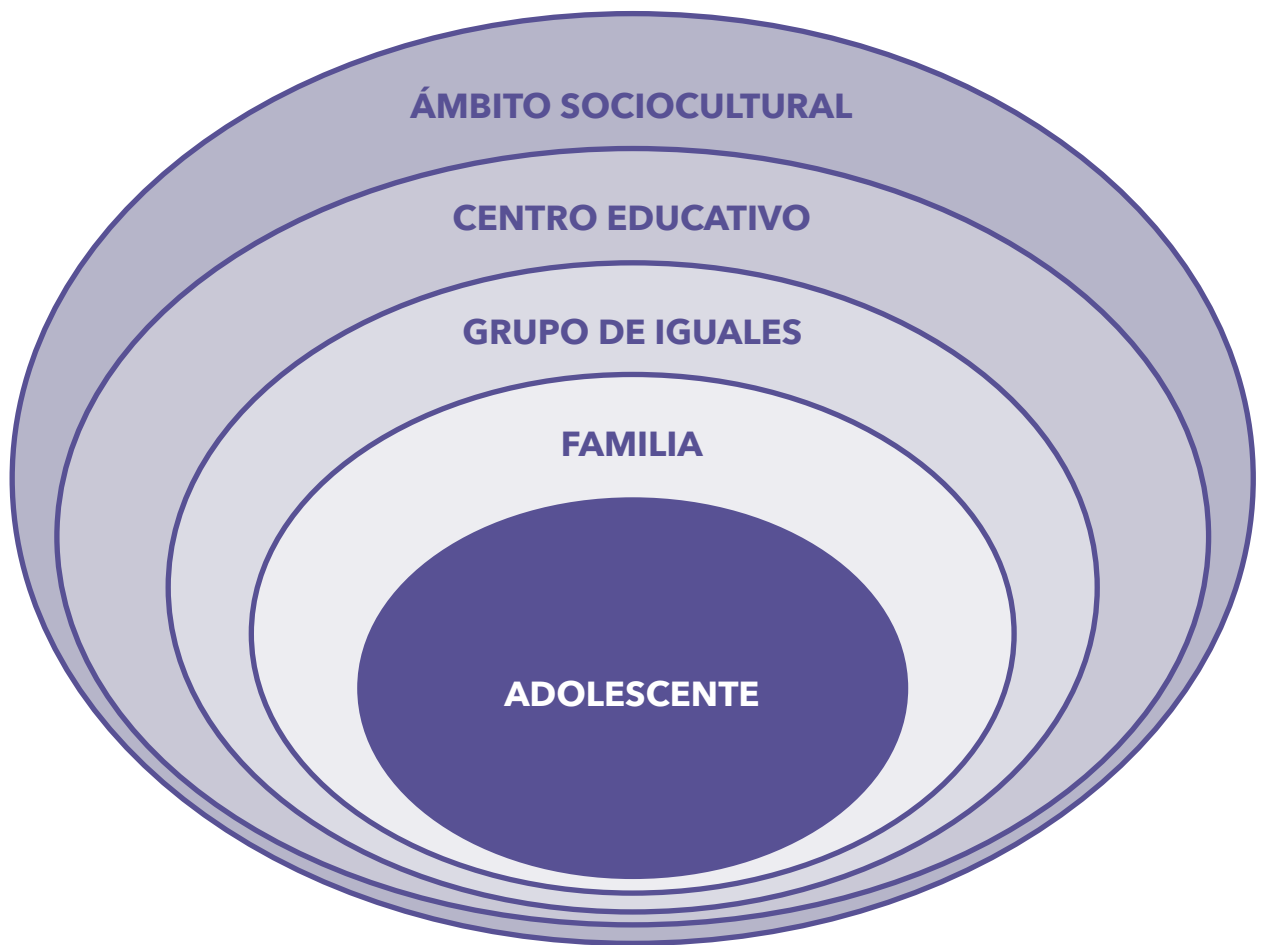 ÁMBITO SOCIOCULTURAL
CENTRO EDUCATIVO
GRUPO DE IGUALES
FAMILIA
ADOLESCENTE